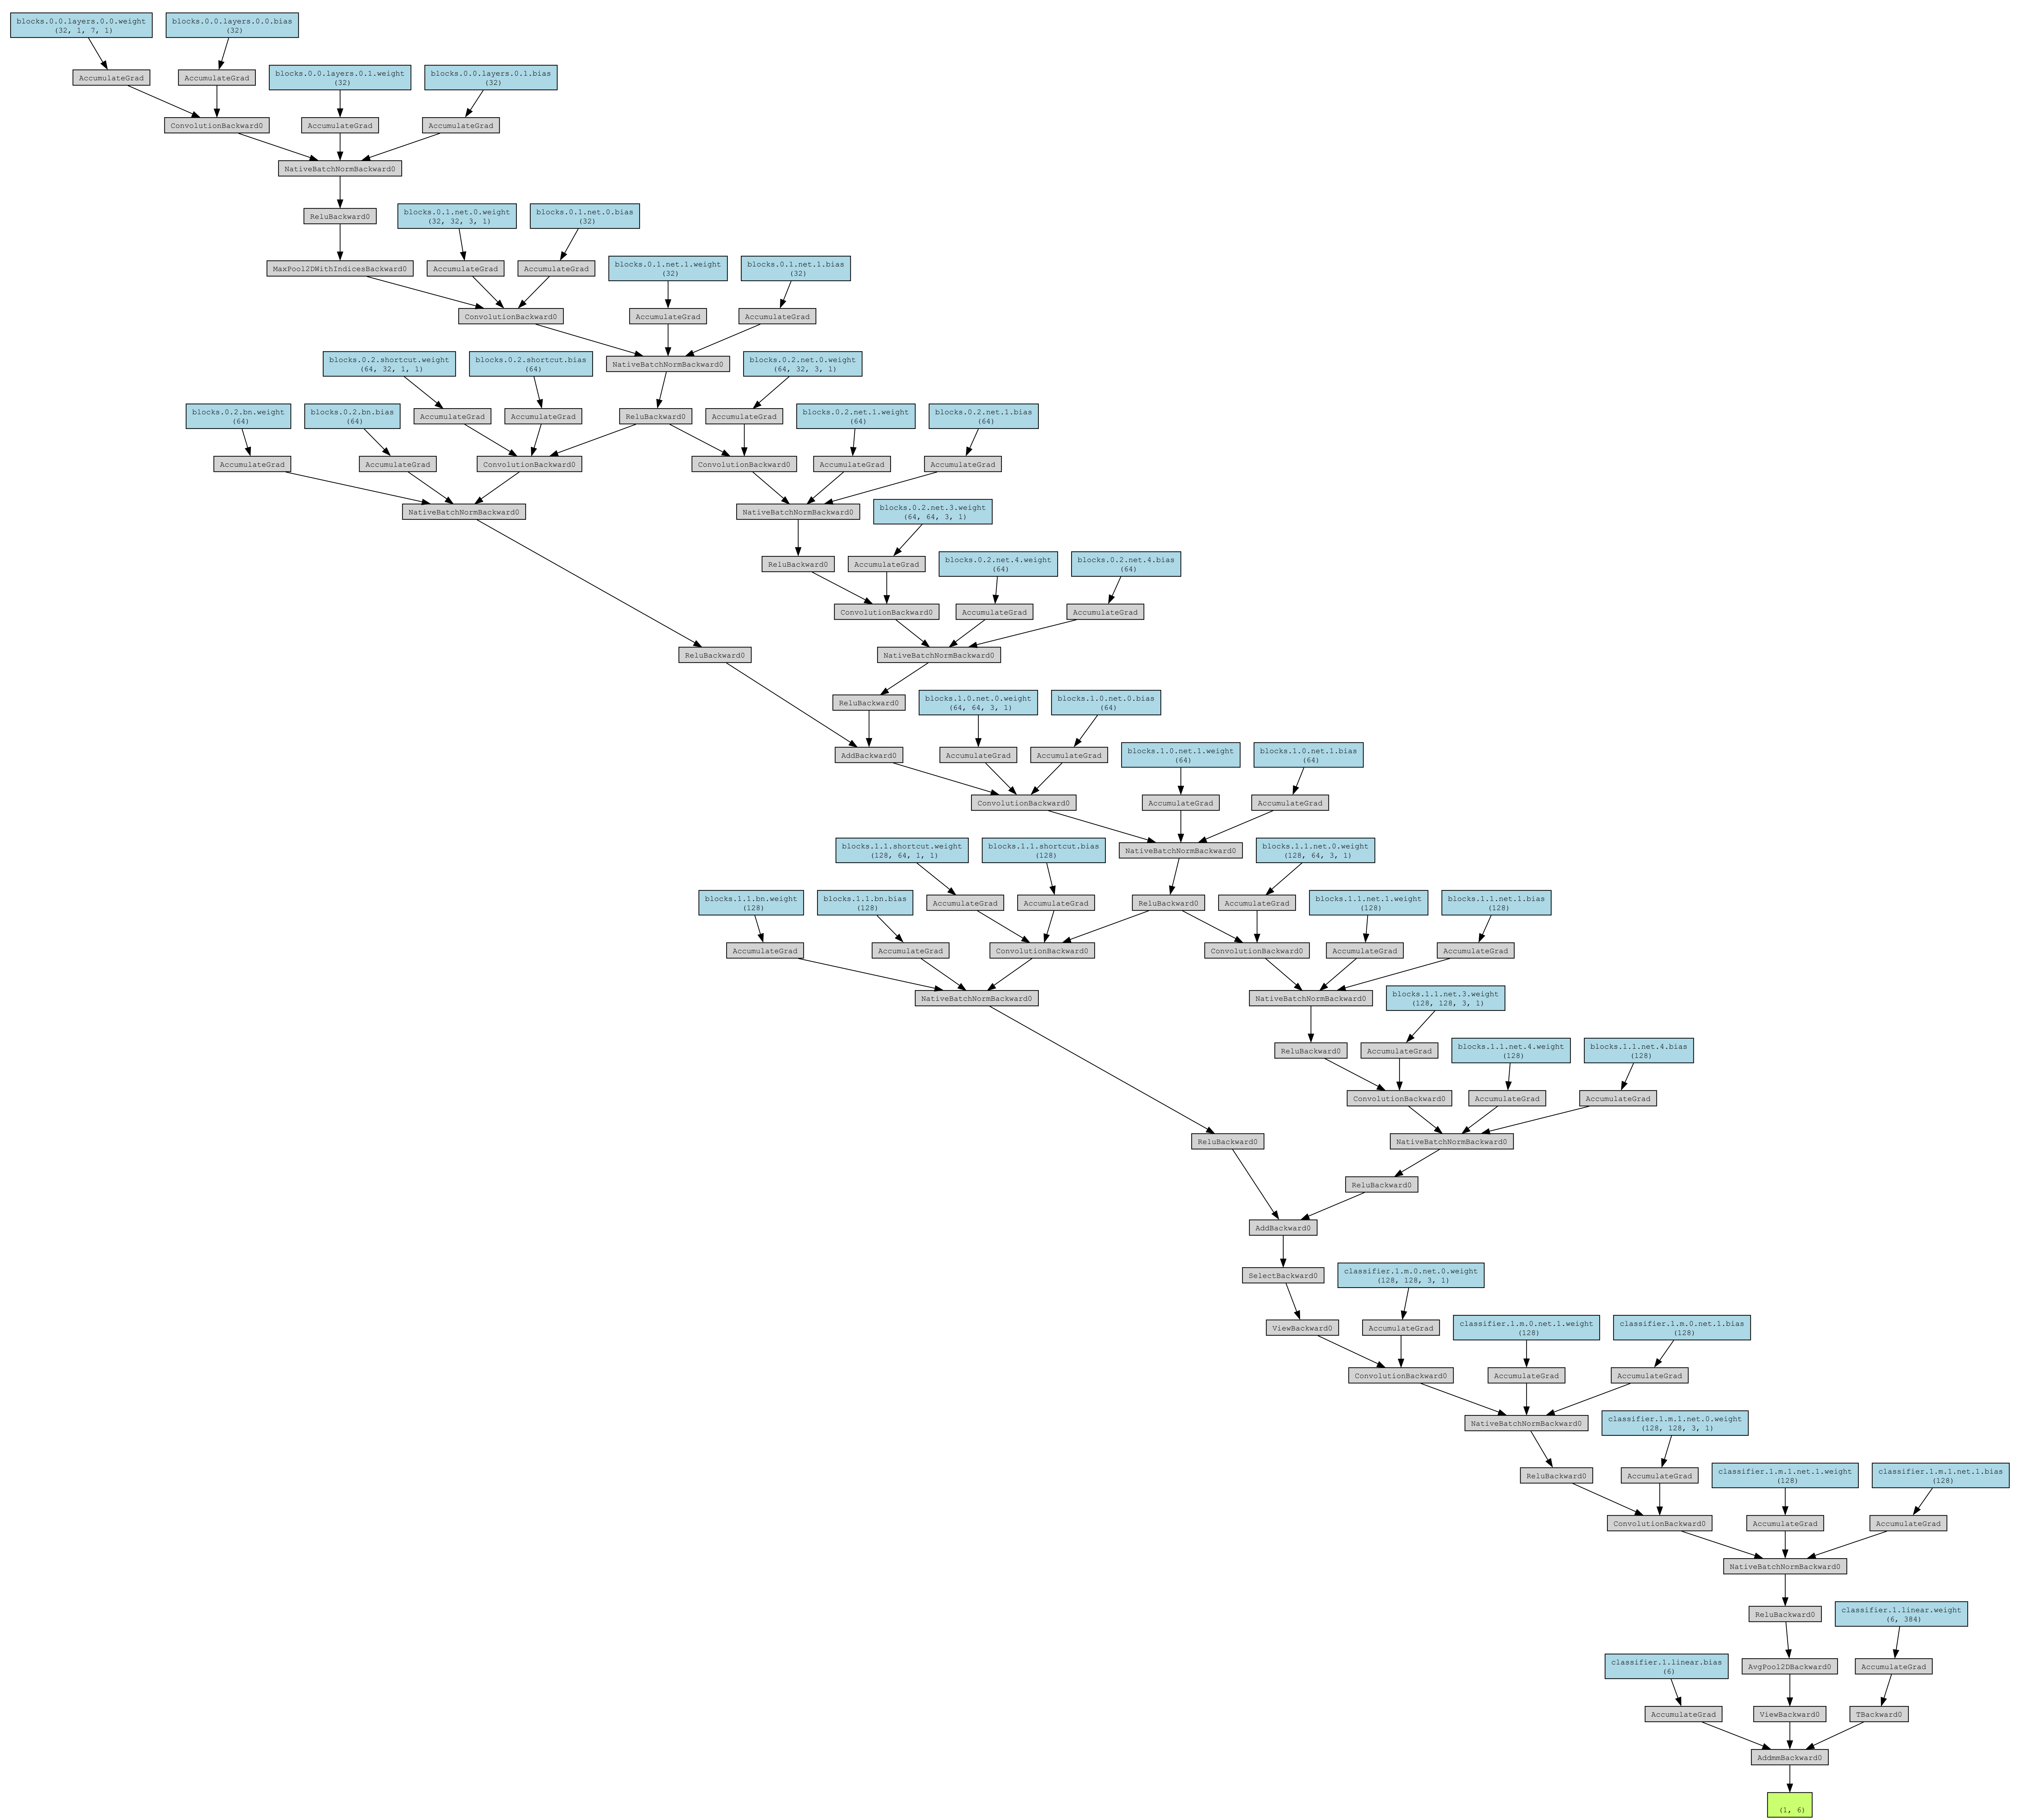 blocks.0.0.layers.0.0.weight
(32, 1, 7, 1)
blocks.0.0.layers.0.0.bias
(32)
AccumulateGrad
AccumulateGrad
blocks.0.0.layers.0.1.weight
(32)
blocks.0.0.layers.0.1.bias
(32)
ConvolutionBackward0
AccumulateGrad
AccumulateGrad
NativeBatchNormBackward0
ReluBackward0
blocks.0.1.net.0.weight
(32, 32, 3, 1)
blocks.0.1.net.0.bias
(32)
MaxPool2DWithIndicesBackward0
AccumulateGrad
AccumulateGrad
blocks.0.1.net.1.weight
(32)
blocks.0.1.net.1.bias
(32)
ConvolutionBackward0
AccumulateGrad
AccumulateGrad
blocks.0.2.shortcut.weight
(64, 32, 1, 1)
blocks.0.2.shortcut.bias
(64)
NativeBatchNormBackward0
blocks.0.2.net.0.weight
(64, 32, 3, 1)
blocks.0.2.bn.weight
(64)
blocks.0.2.bn.bias
(64)
AccumulateGrad
AccumulateGrad
ReluBackward0
AccumulateGrad
blocks.0.2.net.1.weight
(64)
blocks.0.2.net.1.bias
(64)
AccumulateGrad
AccumulateGrad
ConvolutionBackward0
ConvolutionBackward0
AccumulateGrad
AccumulateGrad
NativeBatchNormBackward0
NativeBatchNormBackward0
blocks.0.2.net.3.weight
(64, 64, 3, 1)
ReluBackward0
AccumulateGrad
blocks.0.2.net.4.weight
(64)
blocks.0.2.net.4.bias
(64)
ConvolutionBackward0
AccumulateGrad
AccumulateGrad
ReluBackward0
NativeBatchNormBackward0
ReluBackward0
blocks.1.0.net.0.weight
(64, 64, 3, 1)
blocks.1.0.net.0.bias
(64)
AddBackward0
AccumulateGrad
AccumulateGrad
blocks.1.0.net.1.weight
(64)
blocks.1.0.net.1.bias
(64)
ConvolutionBackward0
AccumulateGrad
AccumulateGrad
blocks.1.1.shortcut.weight
(128, 64, 1, 1)
blocks.1.1.shortcut.bias
(128)
NativeBatchNormBackward0
blocks.1.1.net.0.weight
(128, 64, 3, 1)
blocks.1.1.bn.weight
(128)
blocks.1.1.bn.bias
(128)
AccumulateGrad
AccumulateGrad
ReluBackward0
AccumulateGrad
blocks.1.1.net.1.weight
(128)
blocks.1.1.net.1.bias
(128)
AccumulateGrad
AccumulateGrad
ConvolutionBackward0
ConvolutionBackward0
AccumulateGrad
AccumulateGrad
NativeBatchNormBackward0
NativeBatchNormBackward0
blocks.1.1.net.3.weight
(128, 128, 3, 1)
ReluBackward0
AccumulateGrad
blocks.1.1.net.4.weight
(128)
blocks.1.1.net.4.bias
(128)
ConvolutionBackward0
AccumulateGrad
AccumulateGrad
ReluBackward0
NativeBatchNormBackward0
ReluBackward0
AddBackward0
SelectBackward0
classifier.1.m.0.net.0.weight
(128, 128, 3, 1)
ViewBackward0
AccumulateGrad
classifier.1.m.0.net.1.weight
(128)
classifier.1.m.0.net.1.bias
(128)
ConvolutionBackward0
AccumulateGrad
AccumulateGrad
NativeBatchNormBackward0
classifier.1.m.1.net.0.weight
(128, 128, 3, 1)
ReluBackward0
AccumulateGrad
classifier.1.m.1.net.1.weight
(128)
classifier.1.m.1.net.1.bias
(128)
ConvolutionBackward0
AccumulateGrad
AccumulateGrad
NativeBatchNormBackward0
ReluBackward0
classifier.1.linear.weight
(6, 384)
classifier.1.linear.bias
(6)
AvgPool2DBackward0
AccumulateGrad
AccumulateGrad
ViewBackward0
TBackward0
AddmmBackward0
(1, 6)